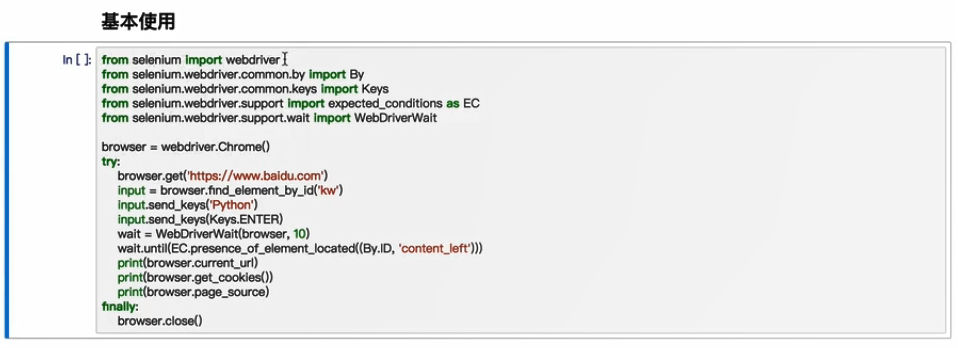 基本使用
In [ ]:
from selenium import webdriver
from selenium.webdriver.common.by import By
from selenium.webdriver.common.keys import Keys
from selenium.webdriver.support import expected_conditions as EC
from selenium.webdriver.support.wait import WebDriverWait

browser = webdriver.Chrome()
try:
    browser.get('https://www.baidu.com')
    input = browser.find_element_by_id('kw')
    input.send_keys('Python')
    input.send_keys(Keys.ENTER)
    wait = WebDriverWait(browser, 10)
    wait.until(EC.presence_of_element_located((By.ID, 'content_left')))
    print(browser.current_url)
    print(browser.get_cookies())
    print(browser.page_source)
finally:
    browser.close()